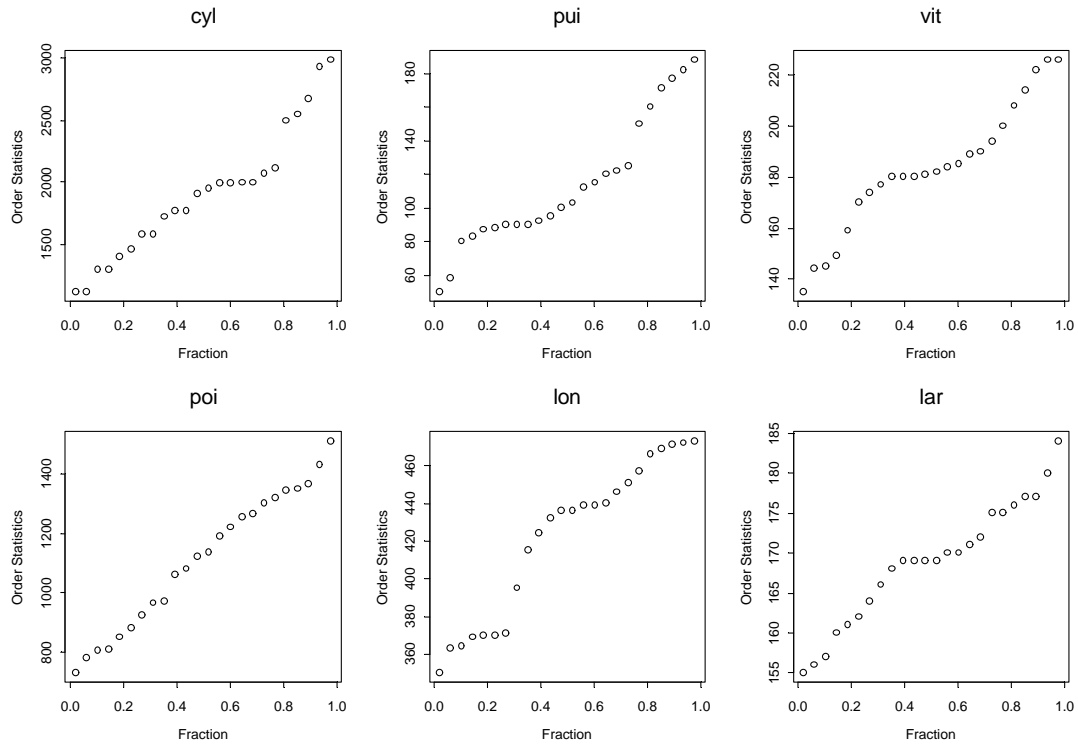 cyl
Order Statistics
1500 2000 2500 3000
0.0 0.2 0.4 0.6 0.8 1.0
Fraction
pui
Order Statistics
60 80 100 140 180
0.0 0.2 0.4 0.6 0.8 1.0
Fraction
vit
Order Statistics
140 160 180 200 220
0.0 0.2 0.4 0.6 0.8 1.0
Fraction
poi
Order Statistics
800 1000 1200 1400
0.0 0.2 0.4 0.6 0.8 1.0
Fraction
lon
Order Statistics
360 380 400 420 440 460
0.0 0.2 0.4 0.6 0.8 1.0
Fraction
lar
Order Statistics
155 160 165 170 175 180 185
0.0 0.2 0.4 0.6 0.8 1.0
Fraction